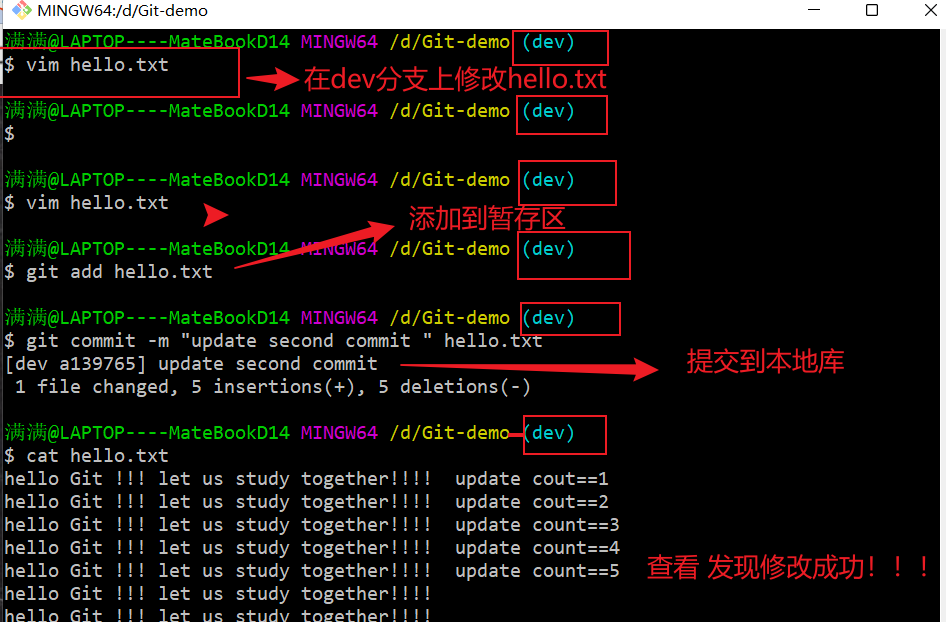 MINGW64:/d/Git-demo
满满@LAPTOP----MateBookD14 MINGW64 /d/Git-demo (dev)
$ vim hello.txt
在dev分支上修改hello.txt
满满@LAPTOP----MateBookD14 MINGW64 /d/Git-demo (dev)
$
满满@LAPTOP----MateBookD14 MINGW64 /d/Git-demo (dev)
$ vim hello.txt
添加到暂存区
满满@LAPTOP----MateBookD14 MINGW64 /d/Git-demo (dev)
$ git add hello.txt
满满@LAPTOP----MateBookD14 MINGW64 /d/Git-demo (dev)
$ git commit -m "update second commit " hello.txt
[dev a139765] update second commit
提交到本地库
1 file changed, 5 insertions(+), 5 deletions(-)
满满@LAPTOP----MateBookD14 MINGW64 /d/Git-demo (dev)
$ cat hello.txt
hello Git !!! let us study together!!!!  update cout==1
hello Git !!! let us study together!!!!  update cout==2
hello Git !!! let us study together!!!!  update count==3
hello Git !!! let us study together!!!!  update count==4
hello Git !!! let us study together!!!!  update count==5
查看 发现修改成功！！！
hello Git !!! let us study together!!!!
hello Git !!! let us study together!!!!